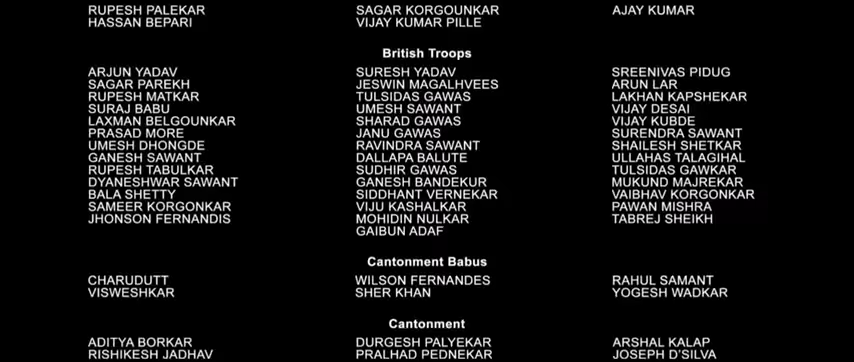 RUPESH PALEKAR SAGAR KORGOUNKAR AJAY KUMAR
HASSAN BEPARI VIJAY KUMAR PILLE
British Troops
ARJUN YADAV SURESH YADAV SREENIVAS PIDUG
SAGAR PAREKH JESWIN MAGALHVEES ARUN LAR
RUPESH MATKAR TULSIDAS GAWAS LAKHAN KAPSHEKAR
SURAJ BABU UMESH SAWANT VIJAY DESAI
LAXMAN BELGOUNKAR SHARAD GAWAS VIJAY KUBDE
PRASAD MORE JANU GAWAS SURENDRA SAWANT
UMESH DHONGDE RAVINDRA SAWANT SHAILESH SHETKAR
GANESH SAWANT DALLAPA BALUTE ULLAHAS TALAGIHAL
RUPESH TABULKAR SUDHIR GAWAS TULSIDAS GAWKAR
DYANESHWAR SAWANT GANESH BANDEKUR MUKUND MAJREKAR
BALA SHETTY SIDDHANT VERNEKAR VAIBHAV KORGONKAR
SAMEER KORGONKAR VIJU KASHALKAR PAWAN MISHRA
JHONSON FERNANDIS MOHIDIN NULKAR TABREJ SHEIKH
GAIBUN ADAF
Cantonment Babus
CHARUDUTT WILSON FERNANDES RAHUL SAMANT
VISWESHKAR SHER KHAN YOGESH WADKAR
Cantonment
ADITYA BORKAR DURGESH PALYEKAR ARSHAL KALAP
RISHIKESH JADHAV PRALHAD PEDNEKAR JOSEPH D'SILVA